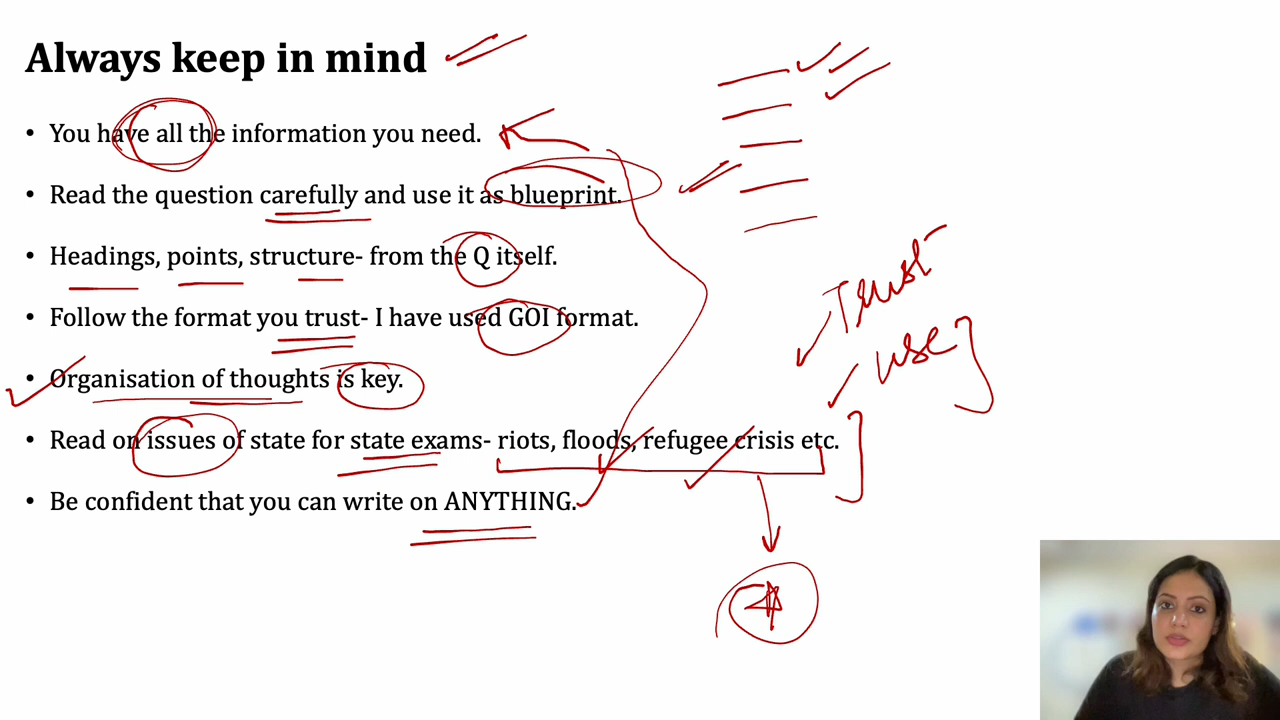 Always keep in mind
• You have all the information you need.
• Read the question carefully and use it as blueprint.
• Headings, points, structure- from the Q itself.
• Follow the format you trust- I have used GOI format.
• Organisation of thoughts is key.
• Read on issues of state for state exams- riots, floods, refugee crisis etc.
• Be confident that you can write on ANYTHING.
Trust
use